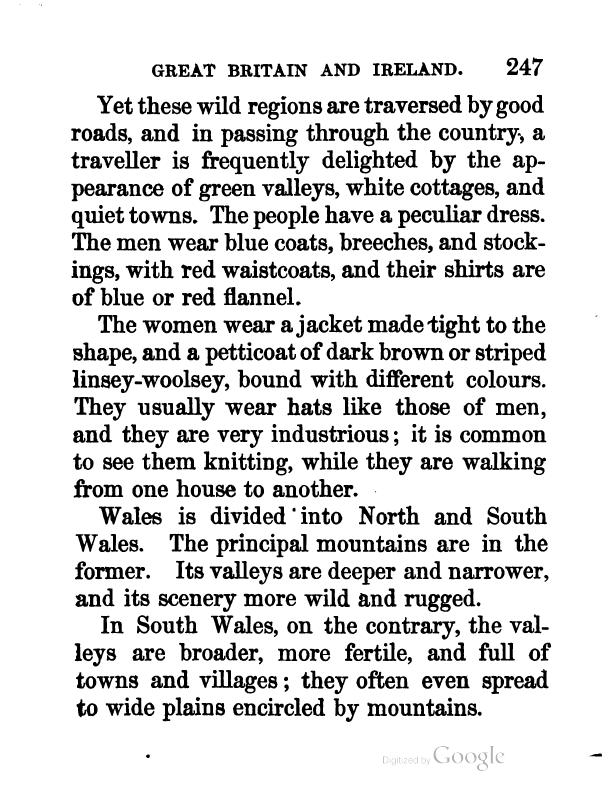 GREAT BRITAIN AND IRELAND. 247
Yet these wild regions are traversed by good
roads, and in passing through the country, a
traveller is frequently delighted by the ap-
pearance of green valleys, white cottages, and
quiet towns. The people have a peculiar dress.
The men wear blue coats, breeches, and stock-
ings, with red waistcoats, and their shirts are
of blue or red flannel.
The women wear a jacket made tight to the
shape, and a petticoat of dark brown or striped
linsey-woolsey, bound with different colours.
They usually wear hats like those of men,
and they are very industrious; it is common
to see them knitting, while they are walking
from one house to another.
Wales is divided into North and South
Wales. The principal mountains are in the
former. Its valleys are deeper and narrower,
and its scenery more wild and rugged.
In South Wales, on the contrary, the val-
leys are broader, more fertile, and full of
towns and villages; they often even spread
to wide plains encircled by mountains.
Digitized by Google